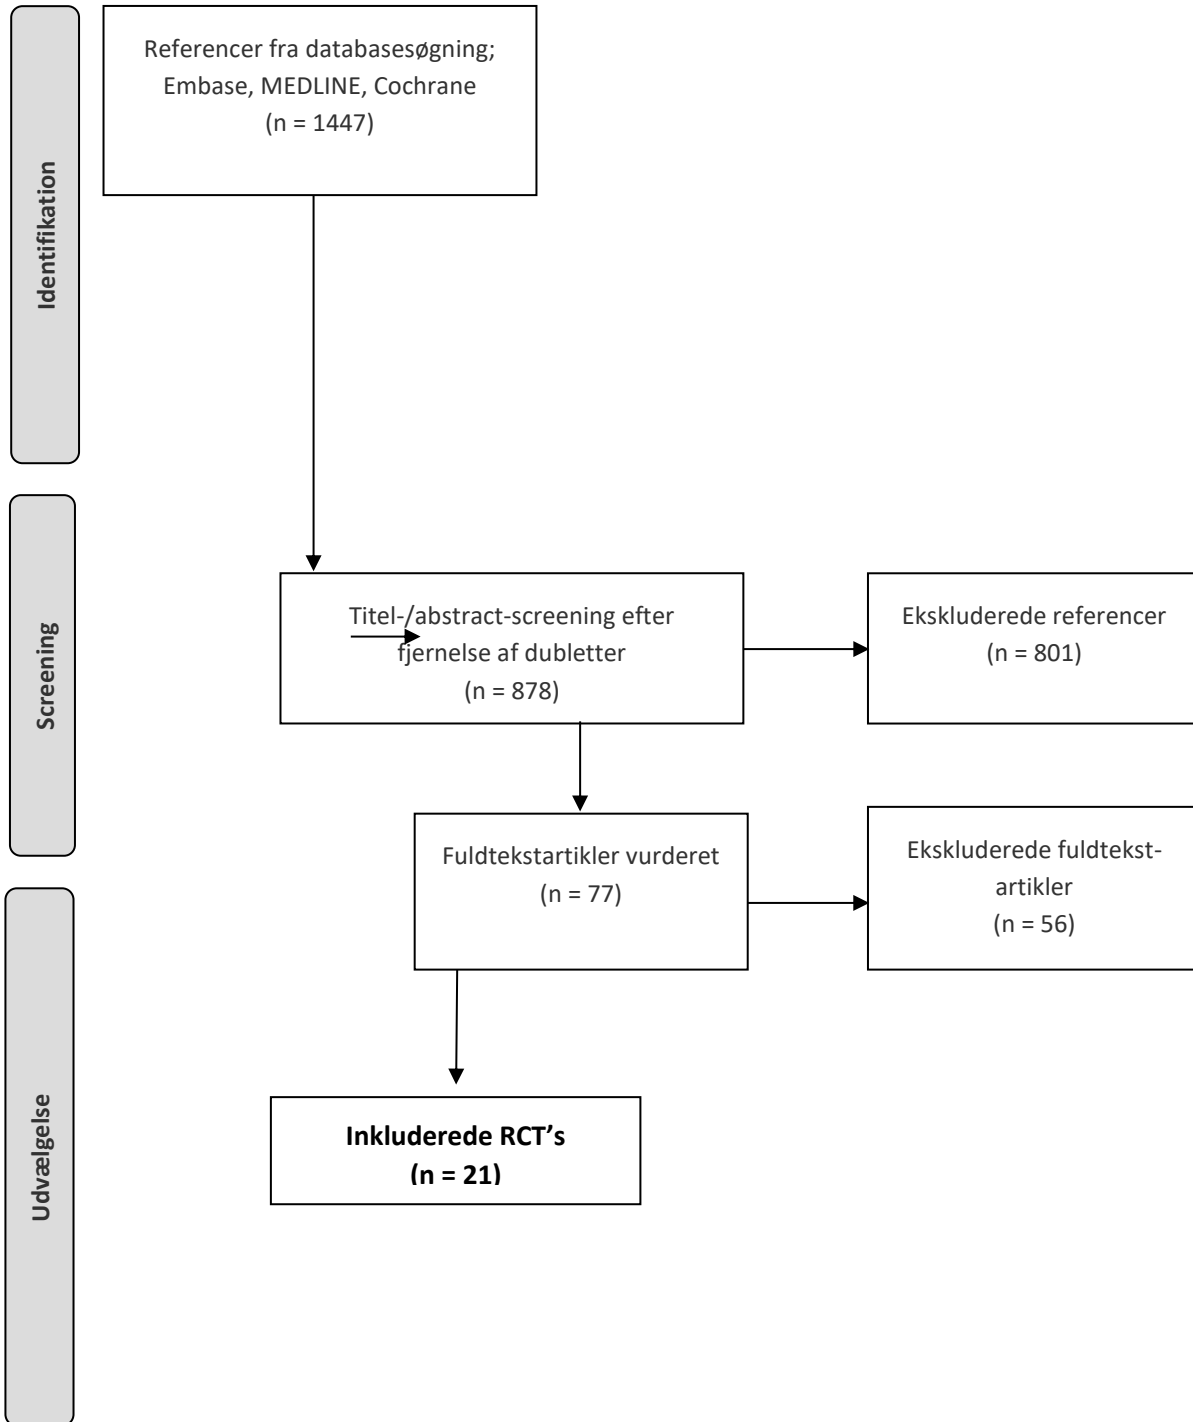 Identifikation
Referencer fra databasesøgning;
Embase, MEDLINE, Cochrane
(n = 1447)
Screening
Titel-/abstract-screening efter
fjernelse af dubletter
(n = 878)
Ekskluderede referencer
(n = 801)
Fuldtekstartikler vurderet
(n = 77)
Ekskluderede fuldtekst-
artikler
(n = 56)
Udvælgelse
Inkluderede RCT’s
(n = 21)